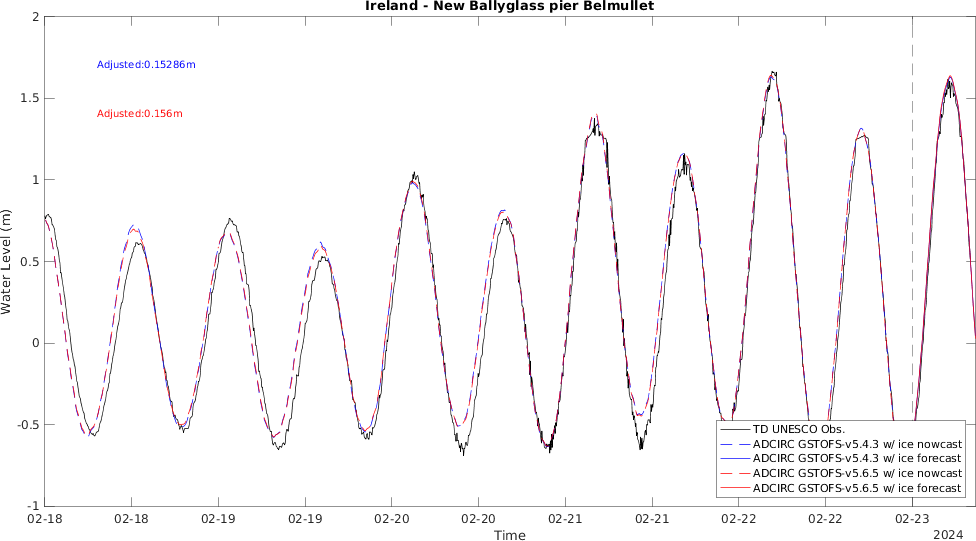 Ireland - New Ballyglass pier Belmullet
2
Adjusted:0.15286m
1.5
Adjusted:0.156m
1
0.5
0
-0.5
-1
Water Level (m)
TD UNESCO Obs.
ADCIRC GSTOFS-v5.4.3 w/ ice nowcast
ADCIRC GSTOFS-v5.4.3 w/ ice forecast
ADCIRC GSTOFS-v5.6.5 w/ ice nowcast
ADCIRC GSTOFS-v5.6.5 w/ ice forecast
02-18 02-18 02-19 02-19 02-20 02-20 02-21 02-21 02-22 02-22 02-23
Time
2024